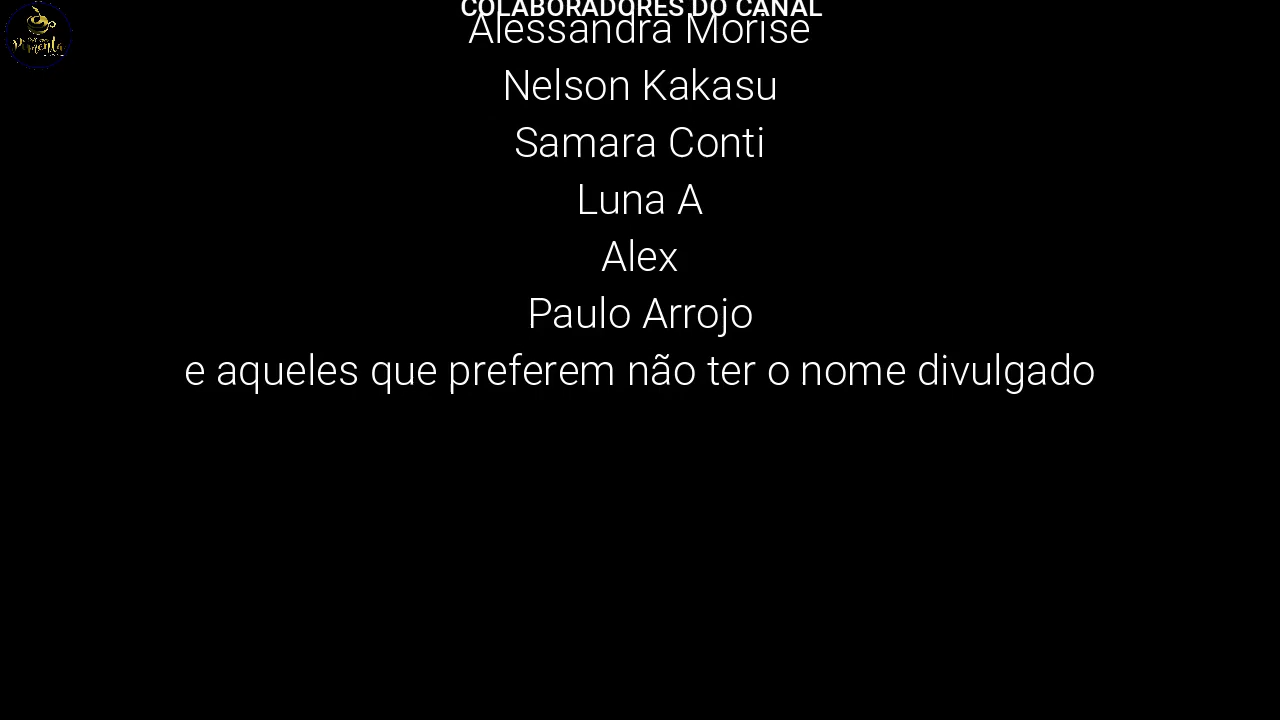 COLABORADORES DO CANAL
Alessandra Morise
Nelson Kakasu
Samara Conti
Luna A
Alex
Paulo Arrojo
e aqueles que preferem não ter o nome divulgado
Pimenta